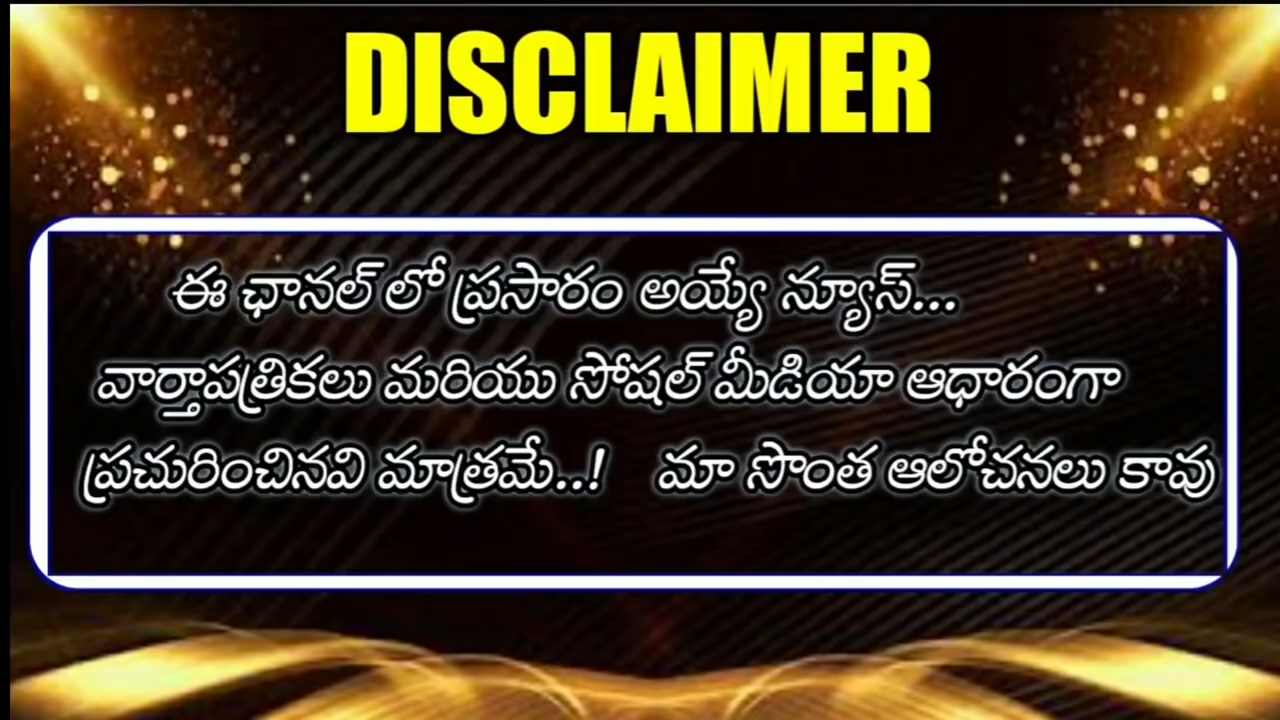 DISCLAIMER
ఈ ఛానల్ లో ప్రసారం అయ్యే న్యూస్...
వార్తాపత్రికలు మరియు సోషల్ మీడియా ఆధారంగా
ప్రచురించినవి మాత్రమే..! మా సొంత ఆలోచనలు కావు